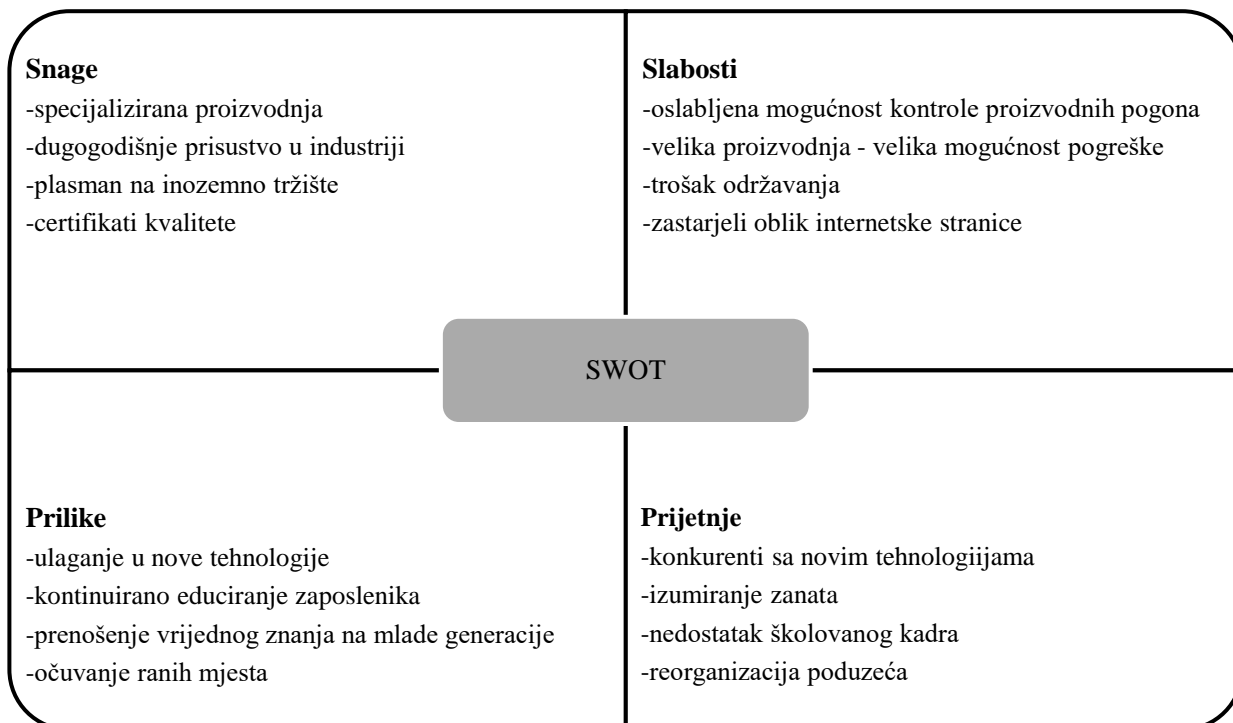 Snage
-specijalizirana proizvodnja
-dugogodišnje prisustvo u industriji
-plasman na inozemno tržište
-certifikati kvalitete
Slabosti
-oslabljena mogućnost kontrole proizvodnih pogona
-velika proizvodnja - velika mogućnost pogreške
-trošak održavanja
-zastarjeli oblik internetske stranice
SWOT
Prilike
-ulaganje u nove tehnologije
-kontinuirano educiranje zaposlenika
-prenošenje vrijednog znanja na mlade generacije
-očuvanje ranih mjesta
Prijetnje
-konkurenti sa novim tehnologiijama
-izumiranje zanata
-nedostatak školovanog kadra
-reorganizacija poduzeća